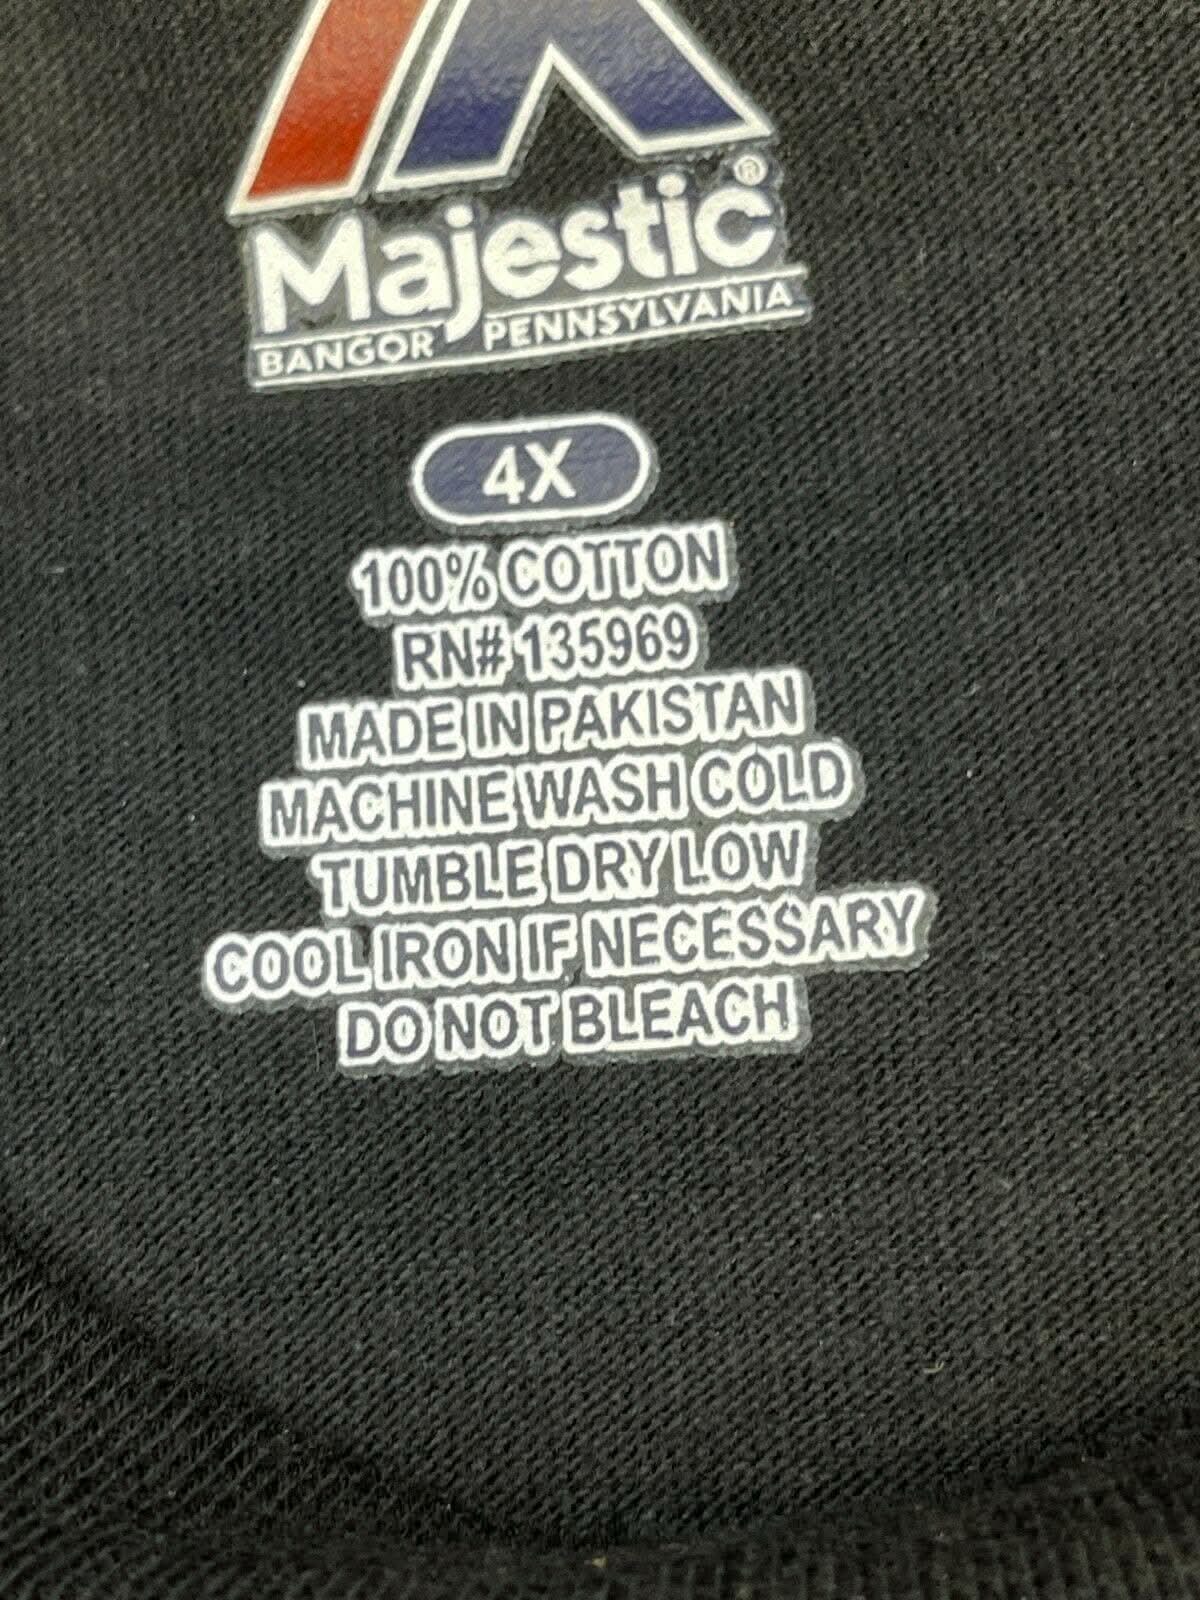 Majestic®
BANGOR PENNSYLVANIA
4X
100% COTTON
RN# 135969
MADE IN PAKISTAN
MACHINE WASH COLD
TUMBLE DRY LOW
COOL IRON IF NECESSARY
DO NOT BLEACH